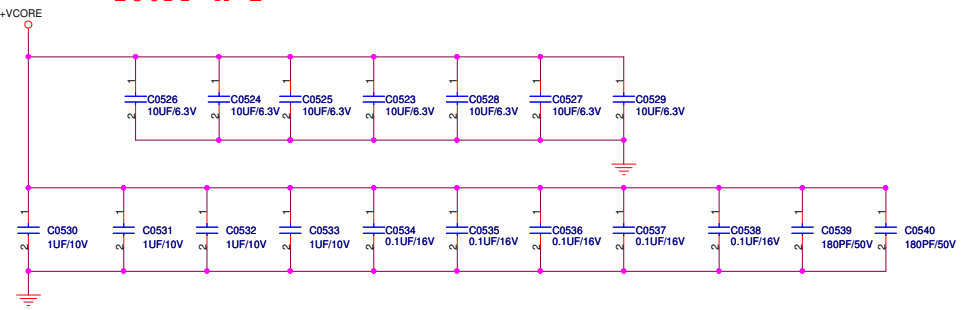 +VCORE
1 1 1 1 1 1 1
C0526 C0524 C0525 C0523 C0528 C0527 C0529
10UF/6.3V 10UF/6.3V 10UF/6.3V 10UF/6.3V 10UF/6.3V 10UF/6.3V 10UF/6.3V
2 2 2 2 2 2 2
1 1 1 1 1 1 1 1 1 1 1
C0530 C0531 C0532 C0533 C0534 C0535 C0536 C0537 C0538 C0539 C0540
1UF/10V 1UF/10V 1UF/10V 1UF/10V 0.1UF/16V 0.1UF/16V 0.1UF/16V 0.1UF/16V 0.1UF/16V 180PF/50V 180PF/50V
2 2 2 2 2 2 2 2 2 2 2